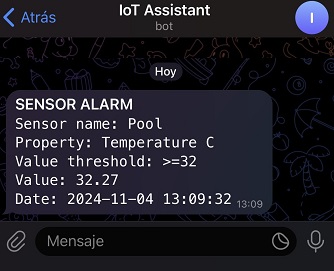 Atrás
IoT Assistant
bot
I
Hoy
SENSOR ALARM
Sensor name: Pool
Property: Temperature C
Value threshold: >=32
Value: 32.27
Date: 2024-11-04 13:09:32 13:09
Mensaje